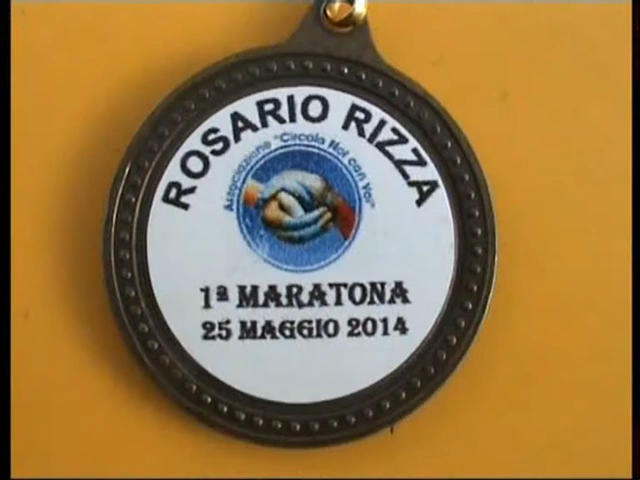 ROSARIO RIZZA
Associazione "Circolo Noi con Voi"
1ª MARATONA
25 MAGGIO 2014